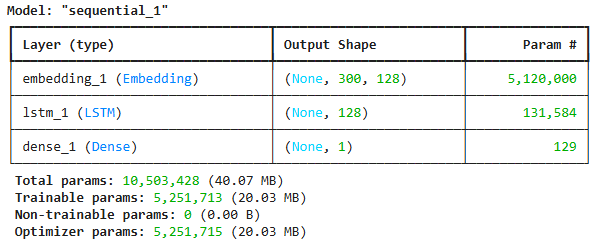 Model: "sequential_1"
Layer (type) Output Shape Param #
embedding_1 (Embedding) (None, 300, 128) 5,120,000
lstm_1 (LSTM) (None, 128) 131,584
dense_1 (Dense) (None, 1) 129
Total params: 10,503,428 (40.07 MB)
Trainable params: 5,251,713 (20.03 MB)
Non-trainable params: 0 (0.00 B)
Optimizer params: 5,251,715 (20.03 MB)